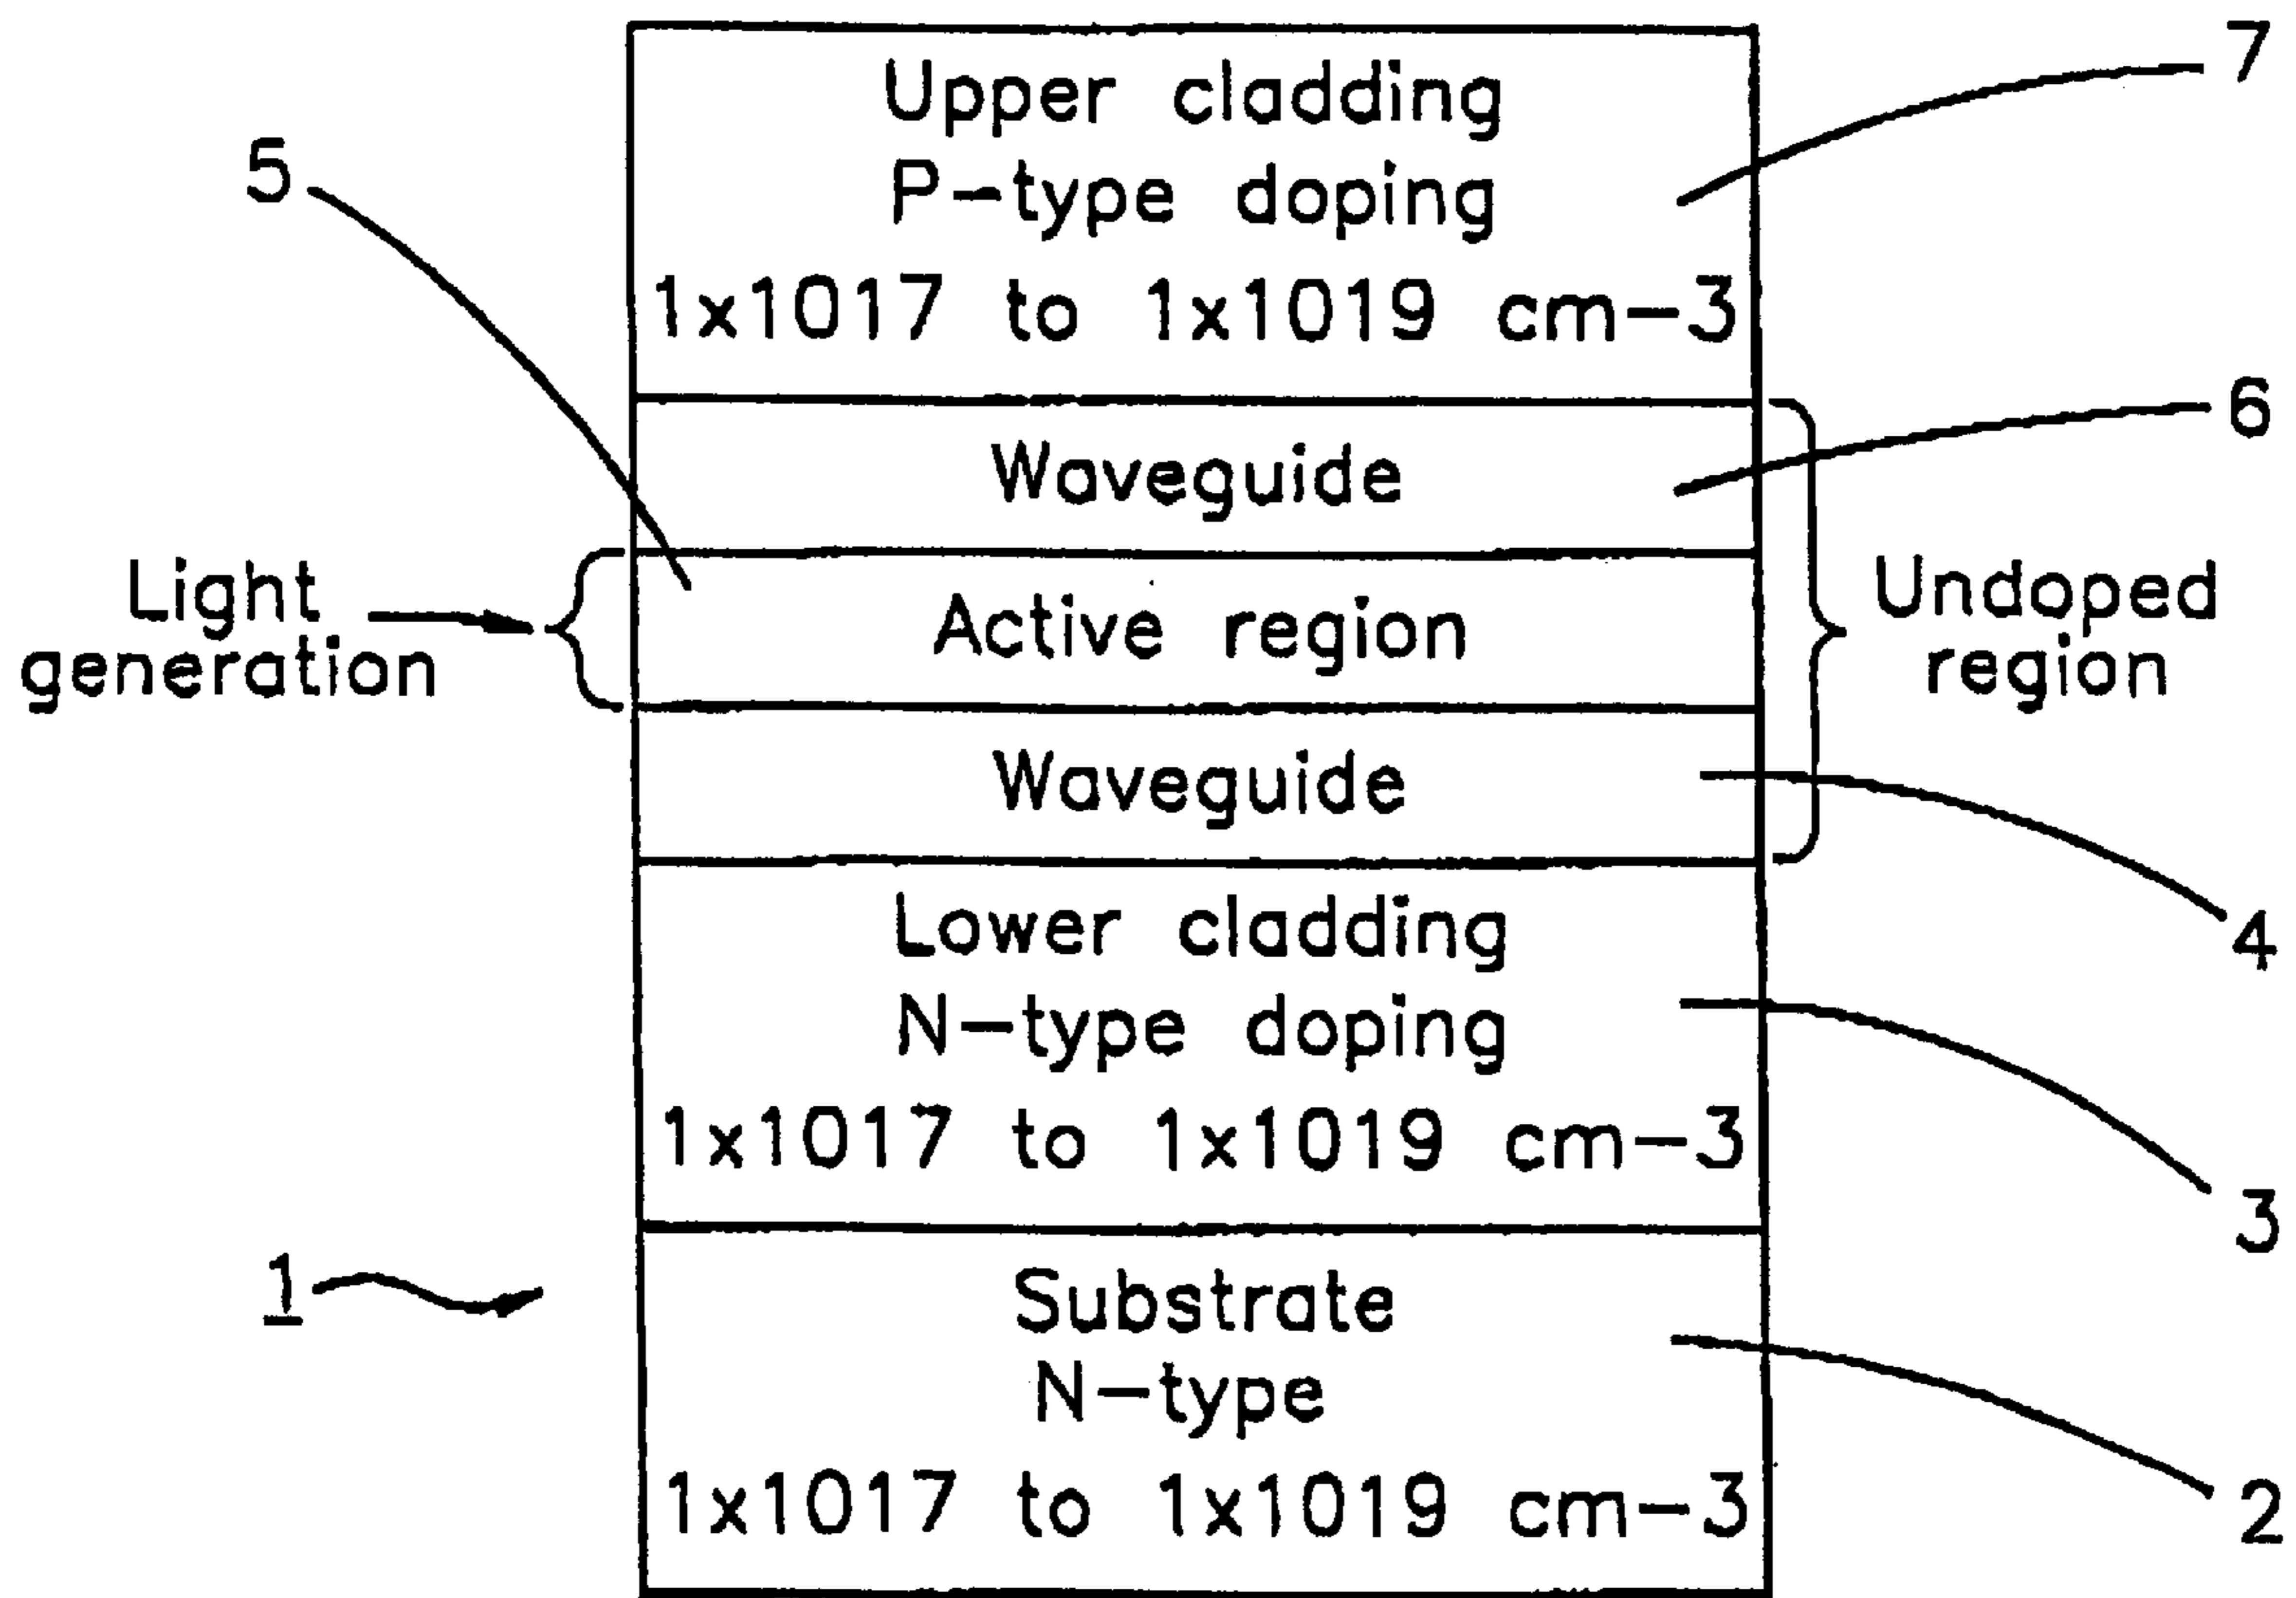 7
Upper cladding
P-type doping
1x1017 to 1x1019 cm-3
5
6
Waveguide
Light
generation
Active region
Undoped
region
Waveguide
4
Lower cladding
N-type doping
1x1017 to 1x1019 cm-3
3
1
Substrate
N-type
1x1017 to 1x1019 cm-3
2